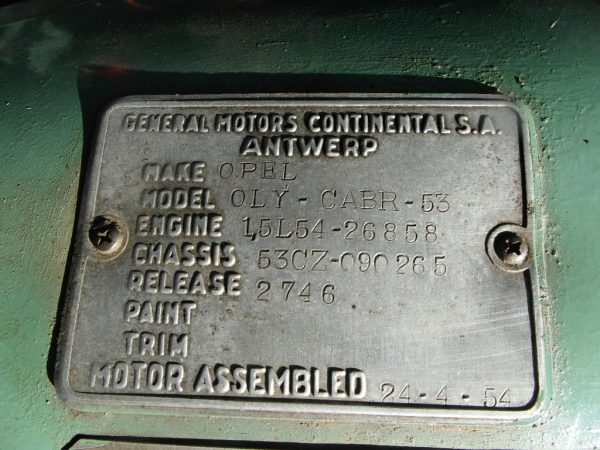 GENERAL MOTORS CONTINENTAL S.A.
ANTWERP
MAKE OPEL
MODEL OLY-CABR-53
ENGINE 1,5L54-26858
CHASSIS 53CZ-090265
RELEASE 2746
PAINT
TRIM
MOTOR ASSEMBLED 24-4-54